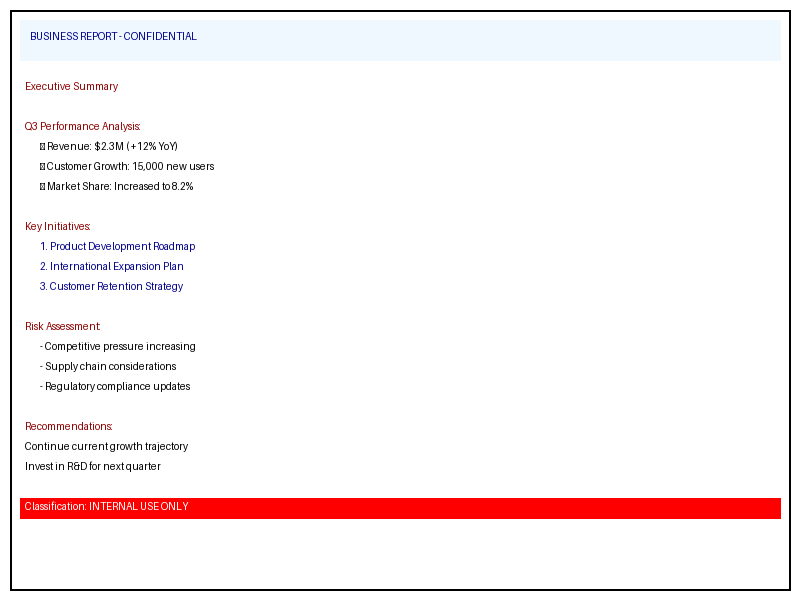 BUSINESS REPORT - CONFIDENTIAL
Executive Summary
Q3 Performance Analysis:
Revenue: $2.3M (+12% YoY)
Customer Growth: 15,000 new users
Market Share: Increased to 8.2%
Key Initiatives:
1. Product Development Roadmap
2. International Expansion Plan
3. Customer Retention Strategy
Risk Assessment:
- Competitive pressure increasing
- Supply chain considerations
- Regulatory compliance updates
Recommendations:
Continue current growth trajectory
Invest in R&D for next quarter
Classification: INTERNAL USE ONLY